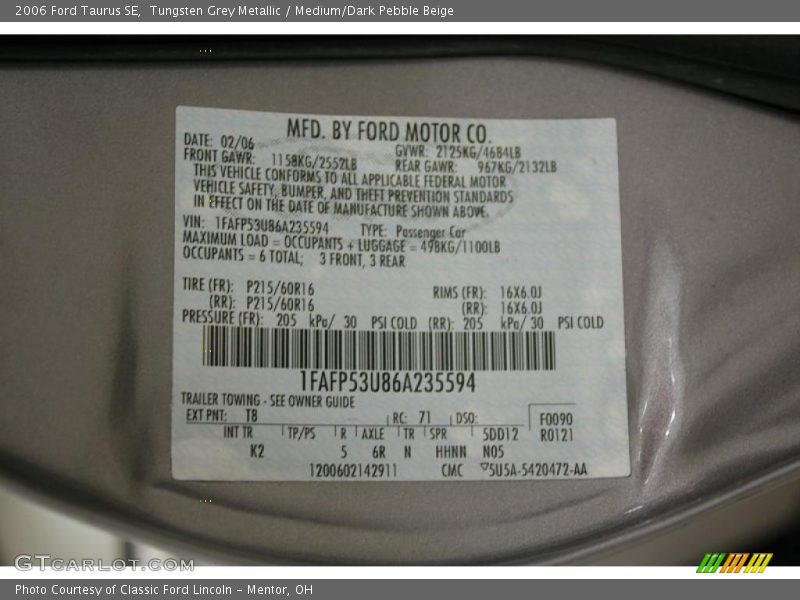 2006 Ford Taurus SE, Tungsten Grey Metallic / Medium/Dark Pebble Beige
MFD. BY FORD MOTOR CO.
DATE: 02/06 GVWR: 2125KG/4684LB
FRONT GAWR: 1158KG/2552LB REAR GAWR: 967KG/2132LB
THIS VEHICLE CONFORMS TO ALL APPLICABLE FEDERAL MOTOR
VEHICLE SAFETY, BUMPER, AND THEFT PREVENTION STANDARDS
IN EFFECT ON THE DATE OF MANUFACTURE SHOWN ABOVE.
VIN: 1FAFP53U86A235594 TYPE: Passenger Car
MAXIMUM LOAD = OCCUPANTS + LUGGAGE = 498KG/1100LB
OCCUPANTS = 6 TOTAL; 3 FRONT, 3 REAR
TIRE (FR): P215/60R16 RIMS (FR): 16X6.0J
(RR): P215/60R16 (RR): 16X6.0J
PRESSURE (FR): 205 kPa/ 30 PSI COLD (RR): 205 kPa/ 30 PSI COLD
1FAFP53U86A235594
TRAILER TOWING - SEE OWNER GUIDE
EXT PNT: T8 RC: 71 DSO: F0090
INT TR TP/PS R AXLE TR SPR 5DD12 R0121
K2 5 6R N HHNN N05
1200602142911 CMC ▽5U5A-5420472-AA
GTCARLOT.COM
Photo Courtesy of Classic Ford Lincoln - Mentor, OH